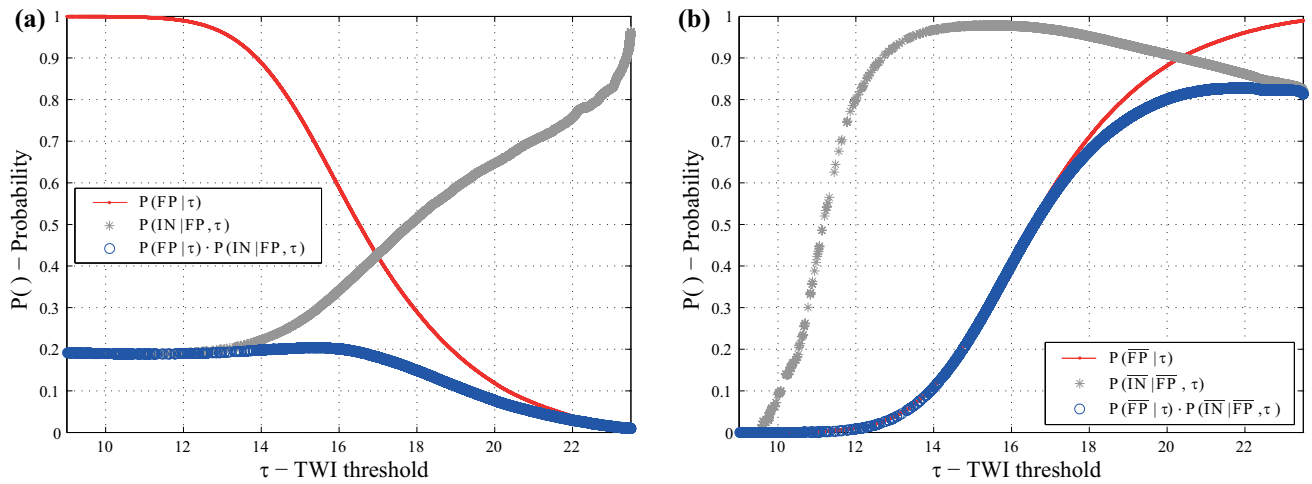 (a)
1
0.9
0.8
0.7
0.6
0.5
0.4
0.3
0.2
0.1
0
P() – Probability
P(FP|τ)
P(IN|FP,τ)
P(FP|τ)·P(IN|FP,τ)
10 12 14 16 18 20 22
τ – TWI threshold
(b)
1
0.9
0.8
0.7
0.6
0.5
0.4
0.3
0.2
0.1
0
P() – Probability
P(F̅P̅|τ)
P(I̅N̅|F̅P̅,τ)
P(F̅P̅|τ)·P(I̅N̅|F̅P̅,τ)
10 12 14 16 18 20 22
τ – TWI threshold